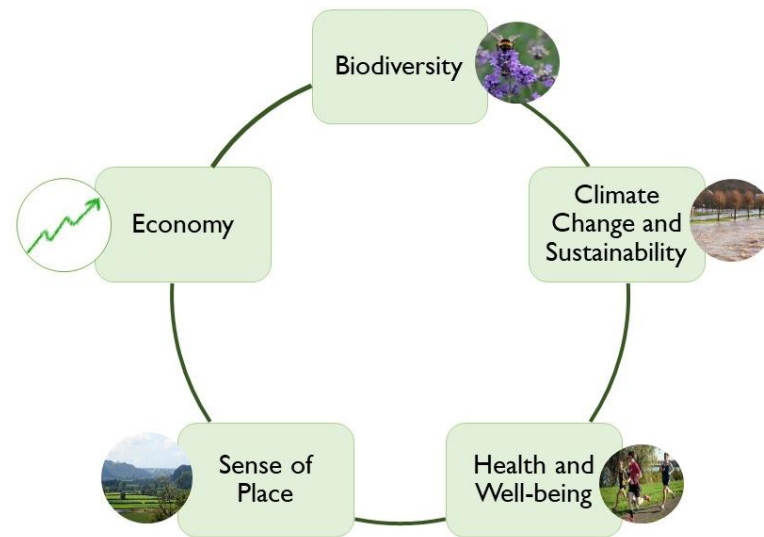 Biodiversity
Climate
Change and
Sustainability
Health and
Well-being
Sense of
Place
Economy